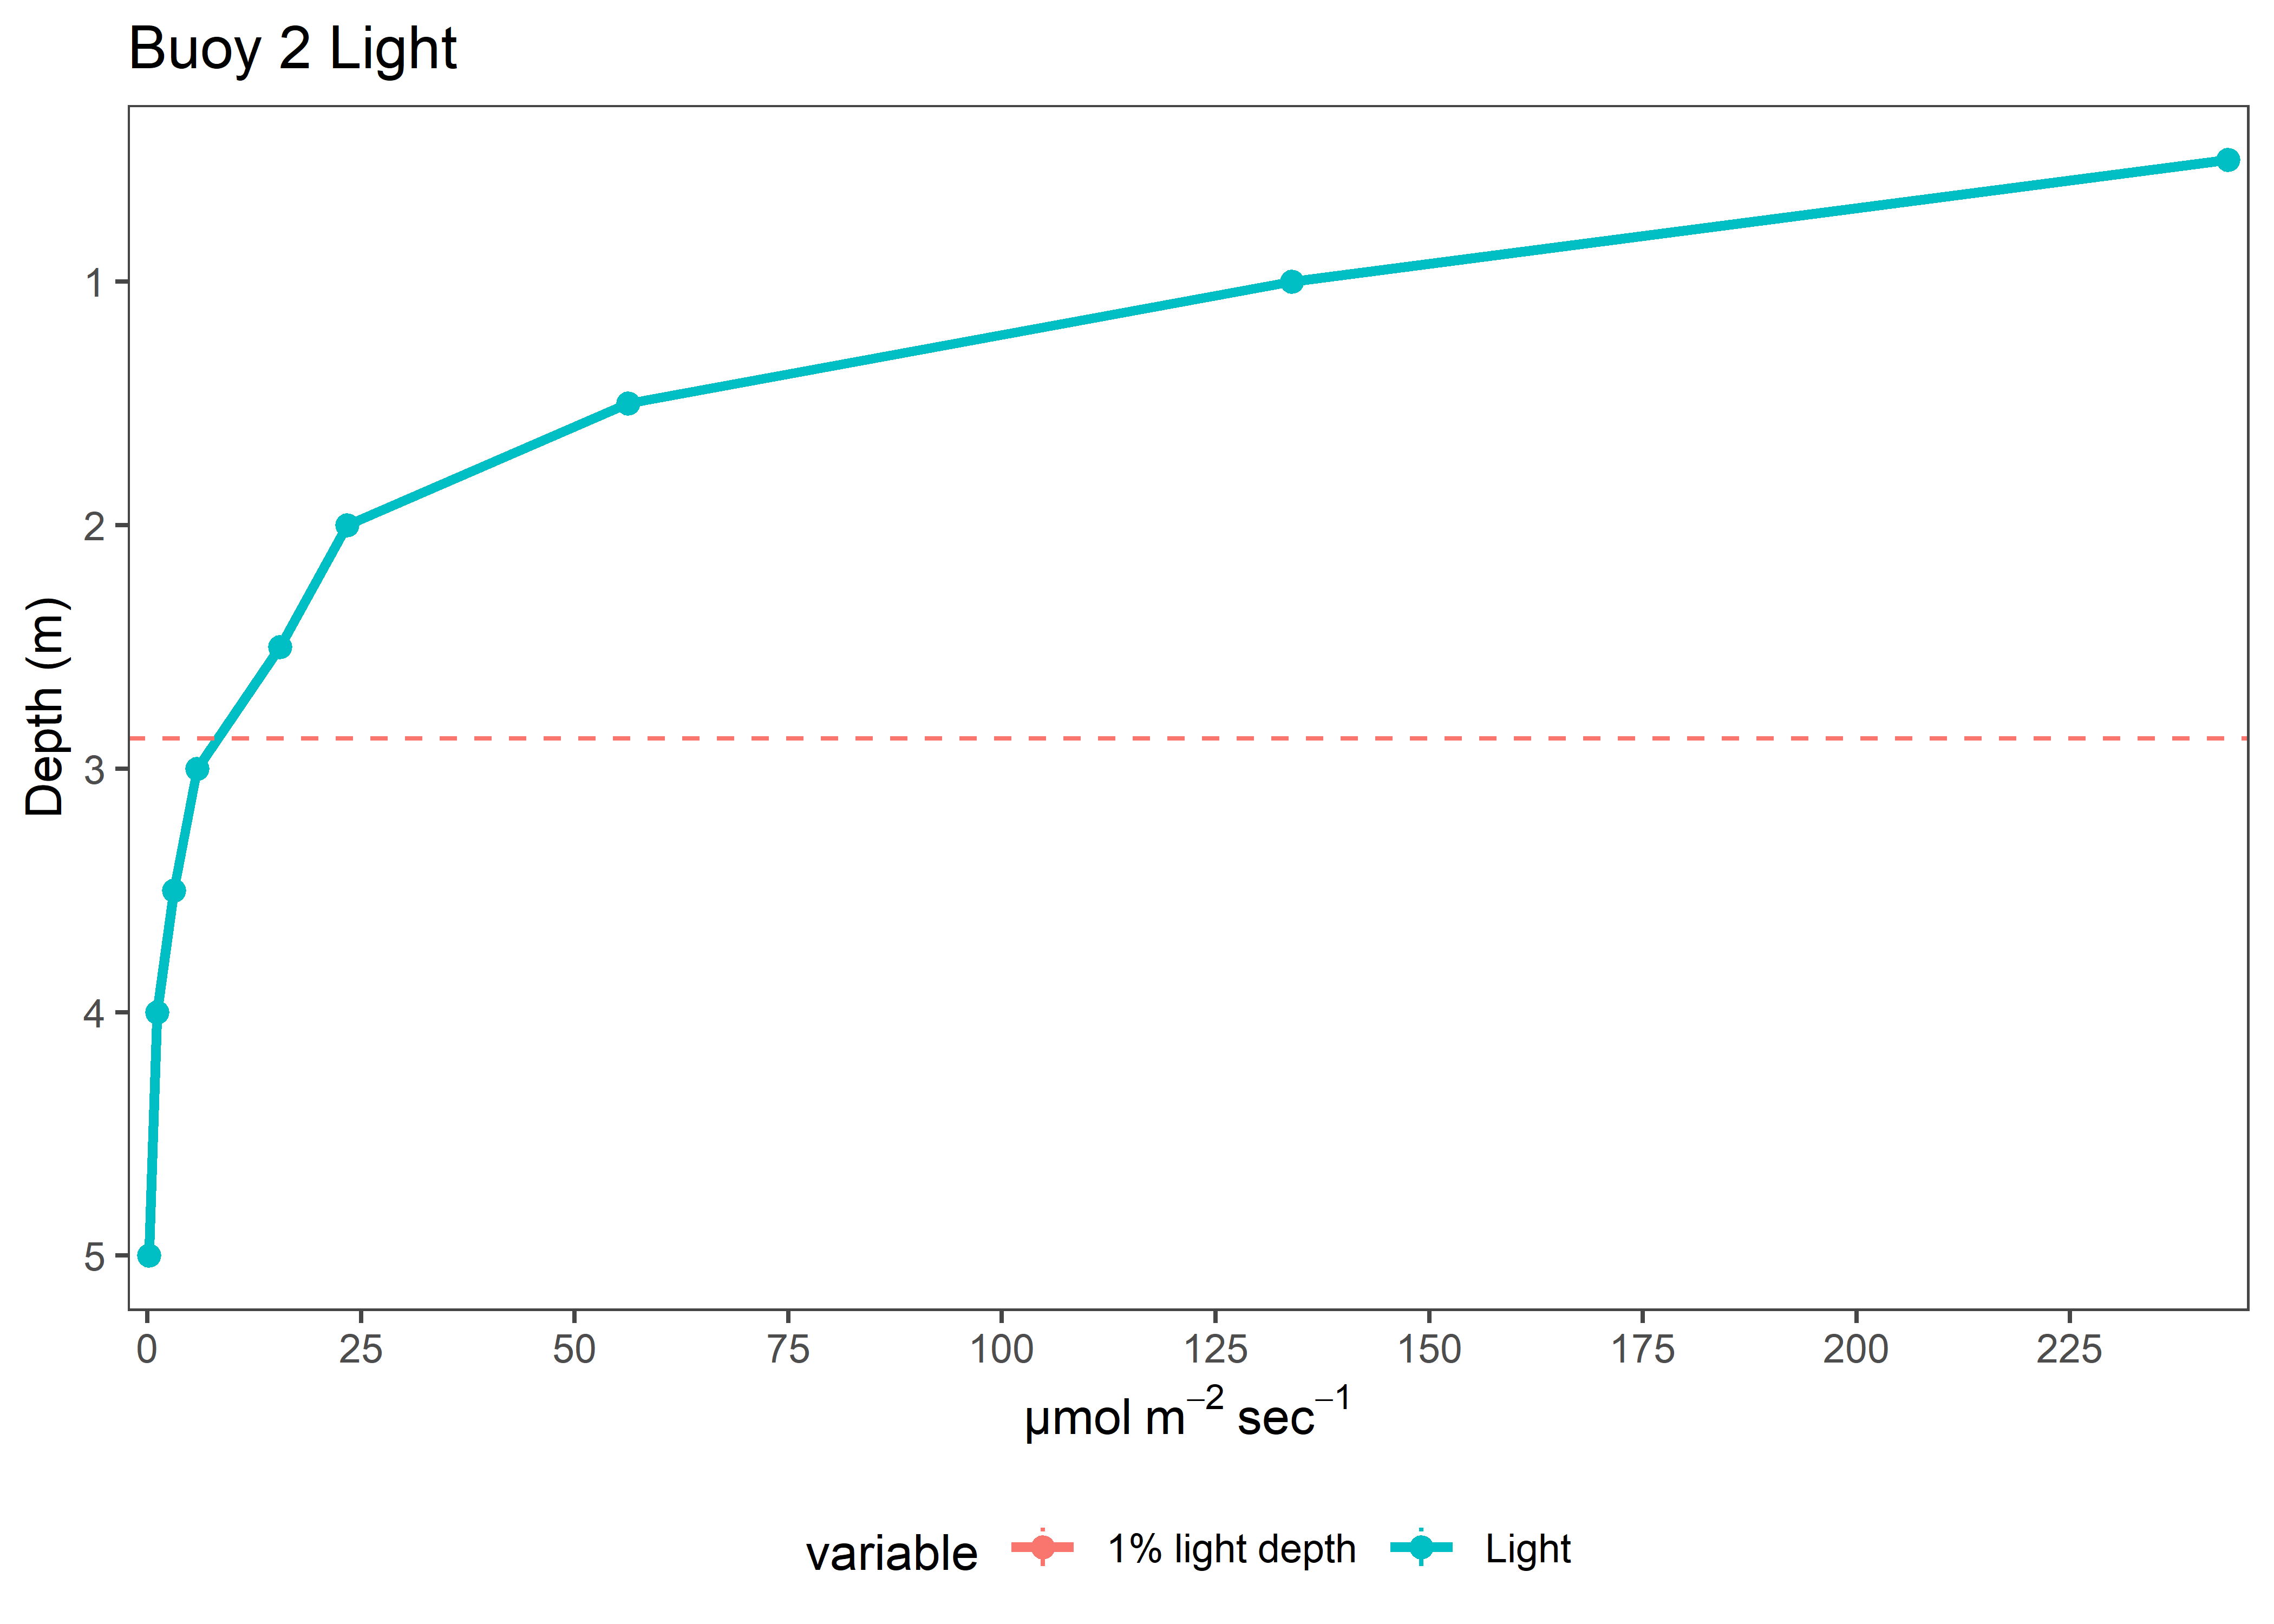 Buoy 2 Light
Depth (m)
1
2
3
4
5
0 25 50 75 100 125 150 175 200 225
µmol m⁻² sec⁻¹
variable 1% light depth Light